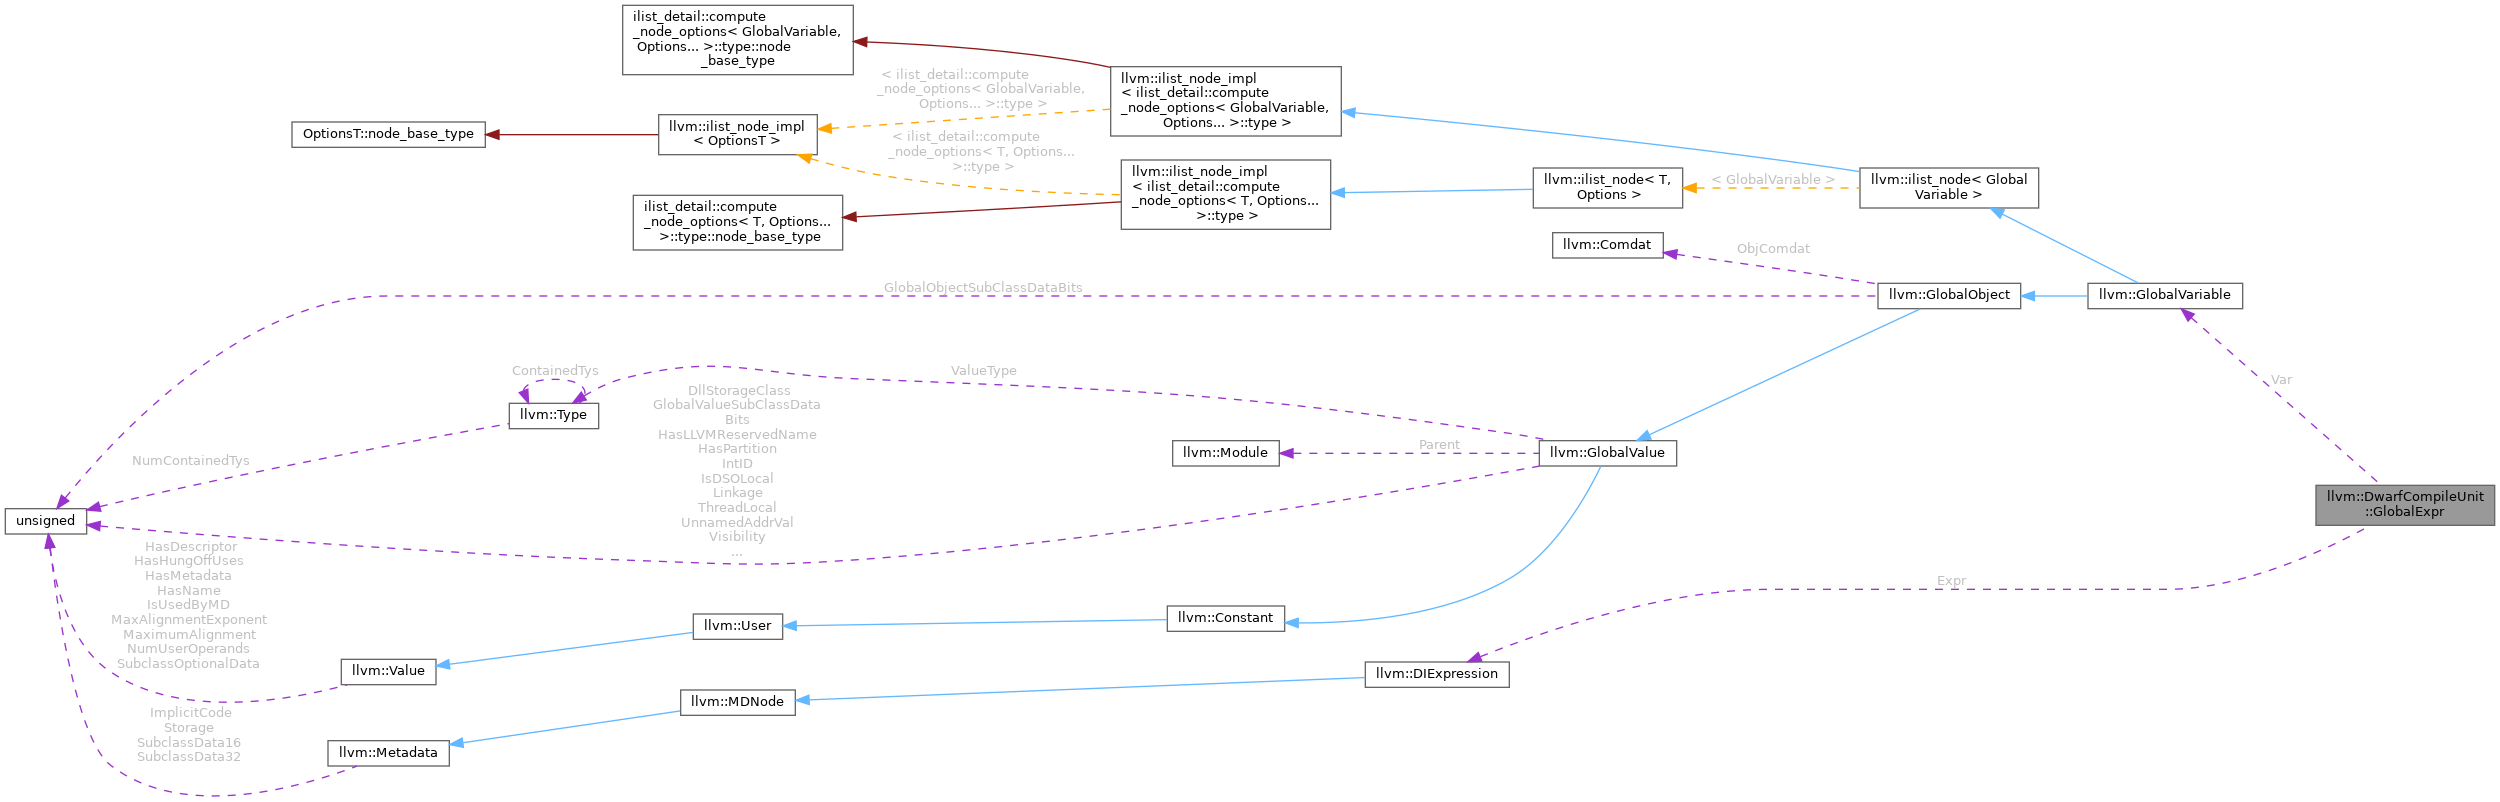 ilist_detail::compute
_node_options< GlobalVariable,
Options... >::type::node
_base_type
< ilist_detail::compute
_node_options< GlobalVariable,
Options... >::type >
llvm::ilist_node_impl
< ilist_detail::compute
_node_options< GlobalVariable,
Options... >::type >
OptionsT::node_base_type
llvm::ilist_node_impl
< OptionsT >
< ilist_detail::compute
_node_options< T, Options...
>::type >
llvm::ilist_node_impl
< ilist_detail::compute
_node_options< T, Options...
>::type >
llvm::ilist_node< T,
Options >
< GlobalVariable >
llvm::ilist_node< Global
Variable >
ilist_detail::compute
_node_options< T, Options...
>::type::node_base_type
llvm::Comdat
ObjComdat
GlobalObjectSubClassDataBits
llvm::GlobalObject
llvm::GlobalVariable
ContainedTys
ValueType
Var
llvm::Type
DllStorageClass
GlobalValueSubClassData
Bits
HasLLVMReservedName
HasPartition
IntID
IsDSOLocal
Linkage
ThreadLocal
UnnamedAddrVal
Visibility
...
NumContainedTys
llvm::Module
Parent
llvm::GlobalValue
llvm::DwarfCompileUnit
::GlobalExpr
unsigned
HasDescriptor
HasHungOffUses
HasMetadata
HasName
IsUsedByMD
MaxAlignmentExponent
MaximumAlignment
NumUserOperands
SubclassOptionalData
Expr
llvm::User
llvm::Constant
llvm::Value
llvm::DIExpression
llvm::MDNode
ImplicitCode
Storage
SubclassData16
SubclassData32
llvm::Metadata